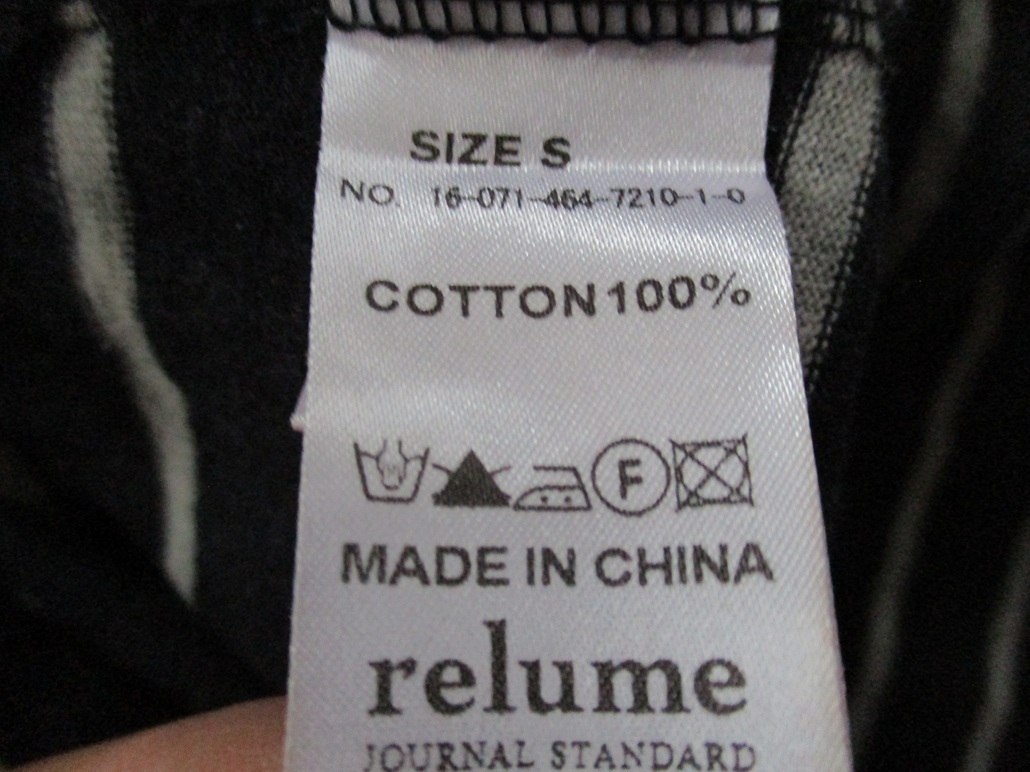 SIZE S
NO. 16-071-464-7210-1-0
COTTON100%
F
MADE IN CHINA
relume
JOURNAL STANDARD